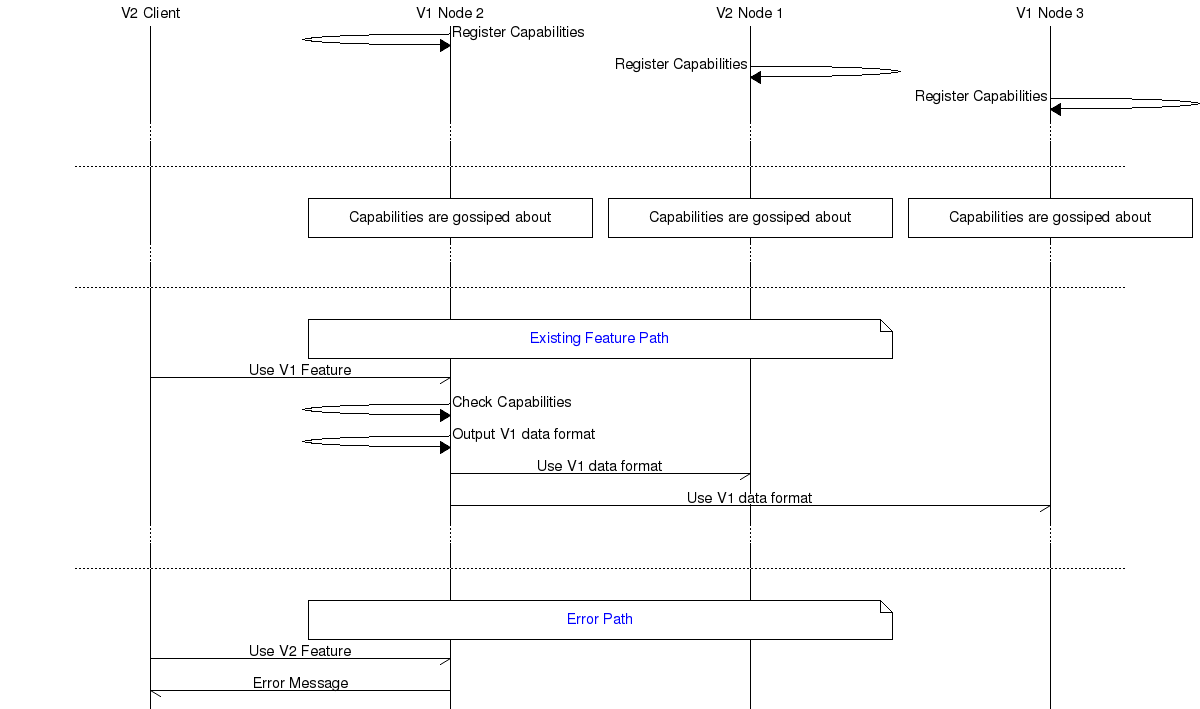 V2 Client
V1 Node 2
V2 Node 1
V1 Node 3
Register Capabilities
Register Capabilities
Register Capabilities
Capabilities are gossiped about
Capabilities are gossiped about
Capabilities are gossiped about
Existing Feature Path
Use V1 Feature
Check Capabilities
Output V1 data format
Use V1 data format
Use V1 data format
Error Path
Use V2 Feature
Error Message